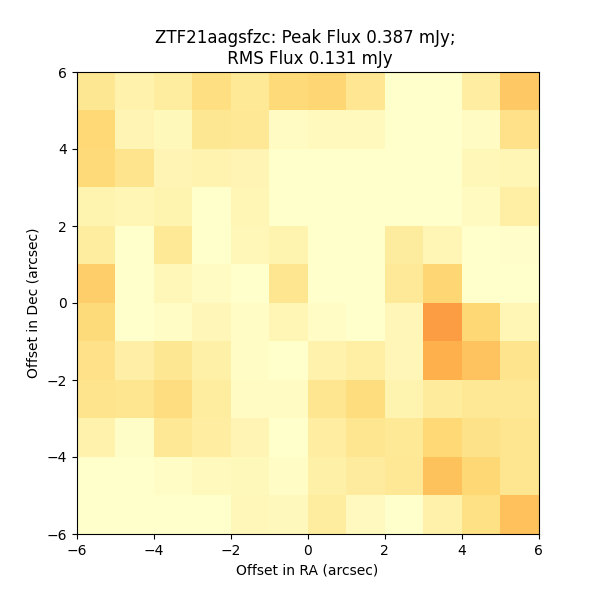 ZTF21aagsfzc: Peak Flux 0.387 mJy;
RMS Flux 0.131 mJy
6
4
2
0
−2
−4
−6
Offset in Dec (arcsec)
−6 −4 −2 0 2 4 6
Offset in RA (arcsec)